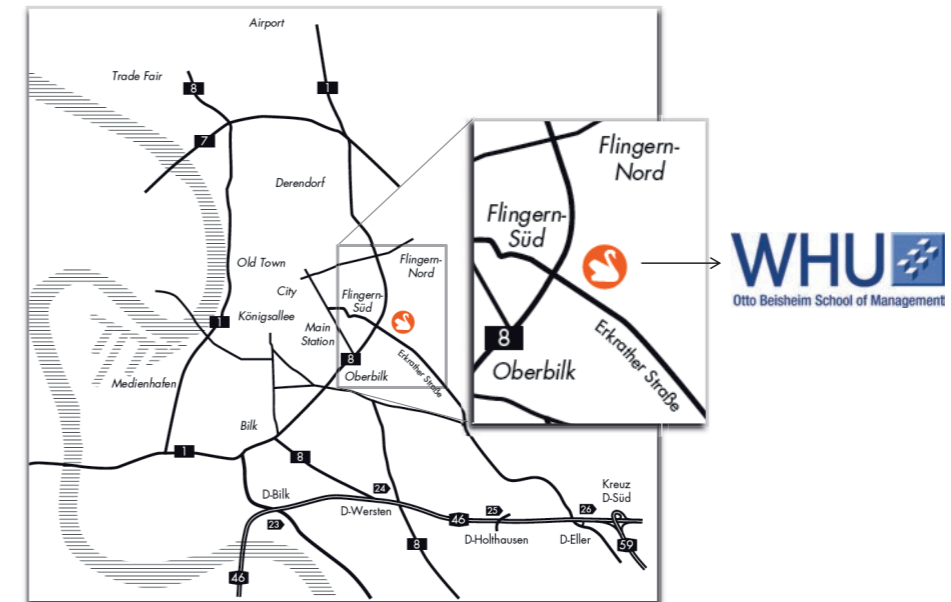 Airport
Trade Fair
8
1
7
Derendorf
Old Town
Flingern-
Nord
City
Flingern-
Süd
Königsallee
1
Main
Station
8
Erkrather Straße
Oberbilk
Medienhafen
Bilk
1
8
D-Bilk
24
D-Wersten
23
46
25
26
Kreuz
D-Süd
D-Holthausen
D-Eller
8
59
46
Flingern-
Nord
Flingern-
Süd
8
Oberbilk
Erkrather Straße
WHU
Otto Beisheim School of Management